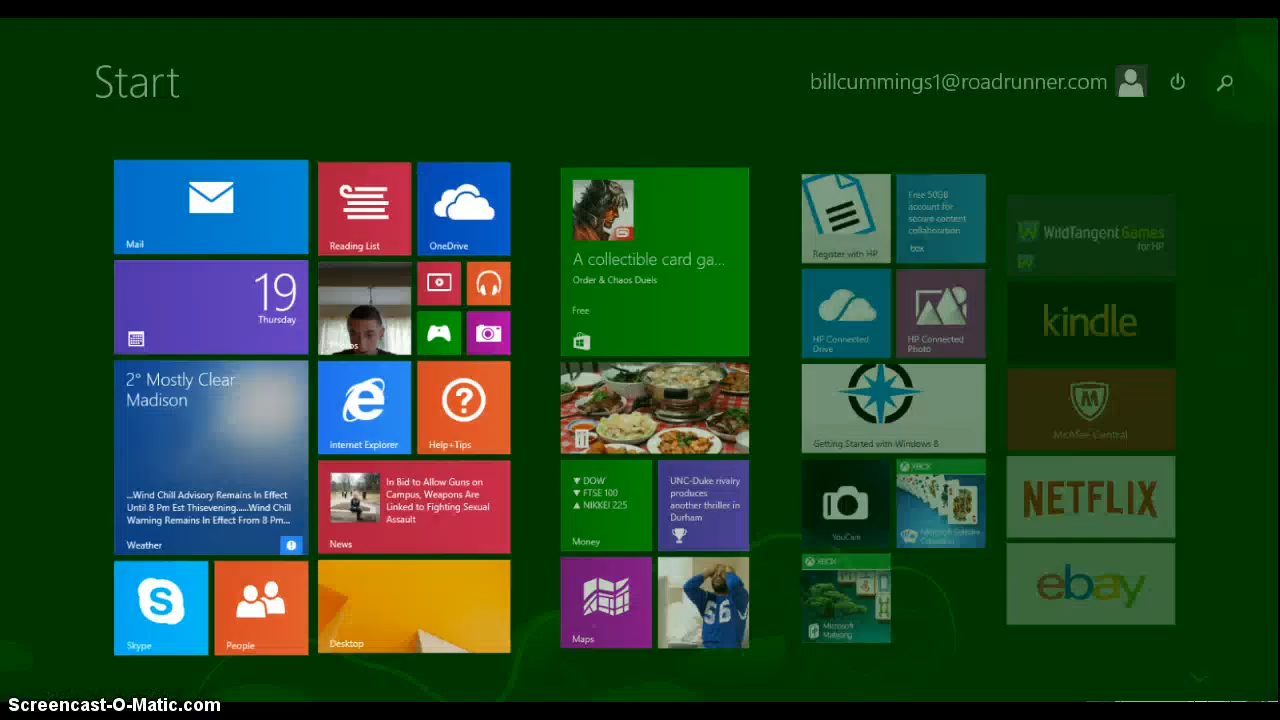 Start
billcummings1@roadrunner.com
Mail
Reading List
OneDrive
19
Thursday
Photos
2° Mostly Clear
Madison
...Wind Chill Advisory Remains In Effect
Until 8 Pm Est Thisevening......Wind Chill
Warning Remains In Effect From 8 Pm...
Weather
Internet Explorer
Help+Tips
In Bid to Allow Guns on
Campus, Weapons Are
Linked to Fighting Sexual
Assault
News
Skype
People
Desktop
A collectible card ga...
Order & Chaos Duels
Free
DOW
FTSE 100
NIKKEI 225
Money
UNC-Duke rivalry
produces
another thriller in
Durham
Maps
56
Register with HP
Free 50GB
account for
secure content
collaboration
box
HP Connected
Drive
HP Connected
Photo
Getting Started with Windows 8
YouCam
XBOX
Microsoft Solitaire
Collection
XBOX
Microsoft
Mahjong
WildTangent Games
for HP
kindle
McAfee Central
NETFLIX
ebay
Screencast-O-Matic.com